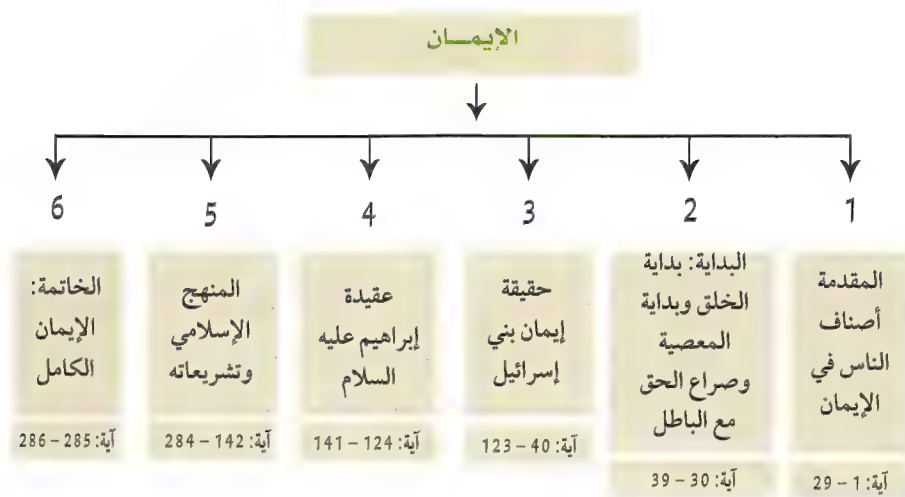 الإيمـــان
1
المقدمة
أصناف
الناس في
الإيمان
آية: 1 – 29
2
البداية: بداية
الخلق وبداية
المعصية
وصراع الحق
مع الباطل
آية: 30 – 39
3
حقيقة
إيمان بني
إسرائيل
آية: 40 – 123
4
عقيدة
إبراهيم عليه
السلام
آية: 124 – 141
5
المنهج
الإسلامي
وتشريعاته
آية: 142 – 284
6
الخاتمة:
الإيمان
الكامل
آية: 285 – 286